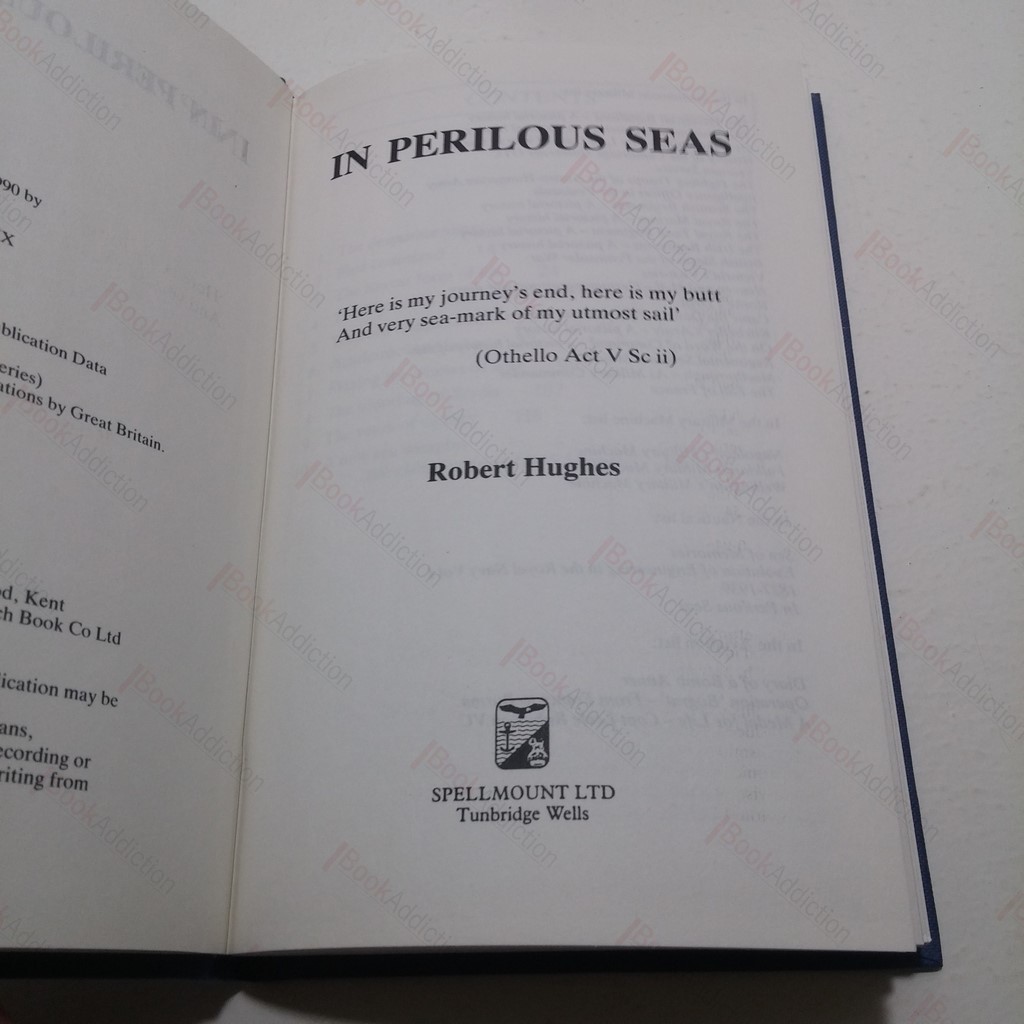 990 by
X
blication Data
eries)
ations by Great Britain.
d, Kent
ch Book Co Ltd
ication may be
ans,
ecording or
riting from
IN PERILOUS SEAS
‘Here is my journey’s end, here is my butt
And very sea-mark of my utmost sail’
(Othello Act V Sc ii)
Robert Hughes
SPELLMOUNT LTD
Tunbridge Wells
BookAddiction